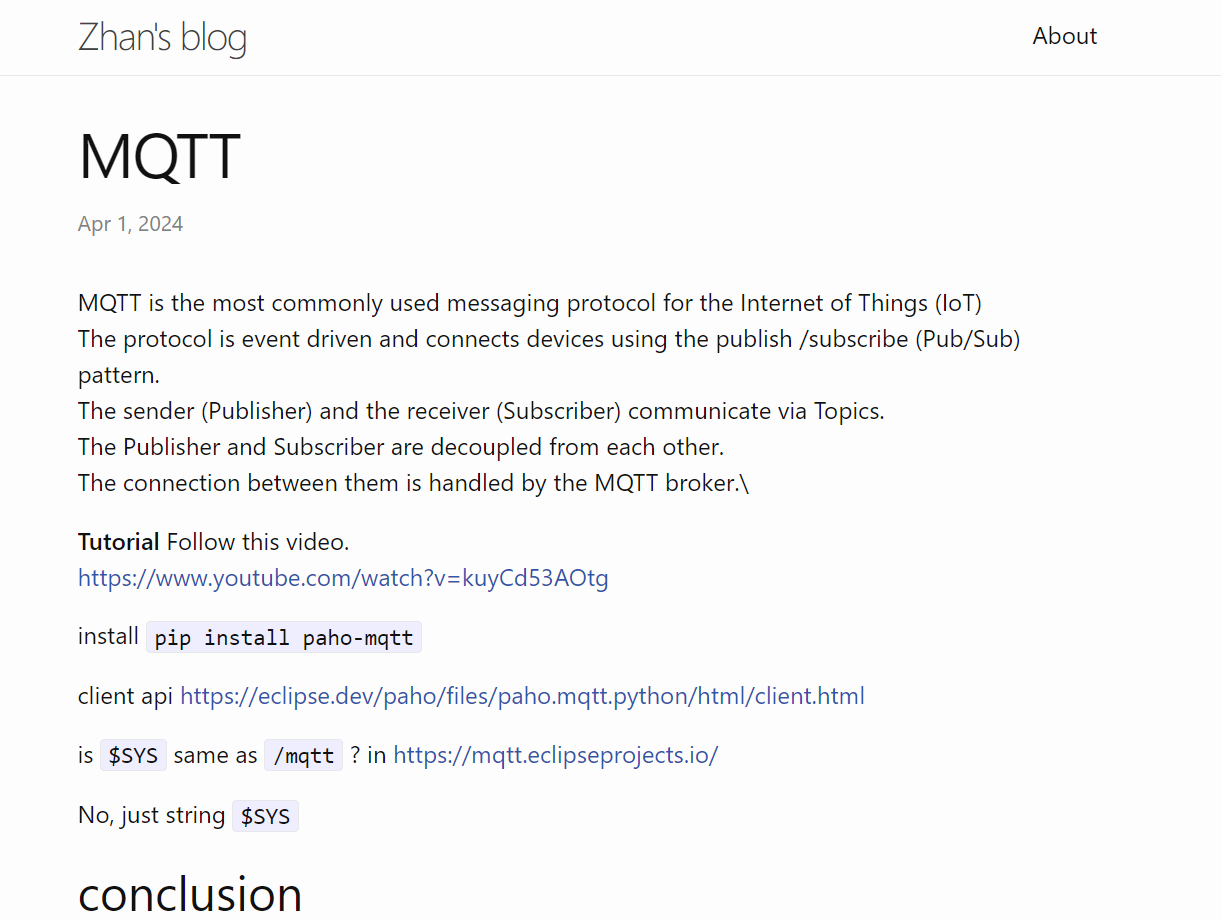 Zhan's blog
About
MQTT
Apr 1, 2024
MQTT is the most commonly used messaging protocol for the Internet of Things (IoT)
The protocol is event driven and connects devices using the publish /subscribe (Pub/Sub)
pattern.
The sender (Publisher) and the receiver (Subscriber) communicate via Topics.
The Publisher and Subscriber are decoupled from each other.
The connection between them is handled by the MQTT broker.\
Tutorial Follow this video.
https://www.youtube.com/watch?v=kuyCd53AOtg
install pip install paho-mqtt
client api https://eclipse.dev/paho/files/paho.mqtt.python/html/client.html
is $SYS same as /mqtt ? in https://mqtt.eclipseprojects.io/
No, just string $SYS
conclusion